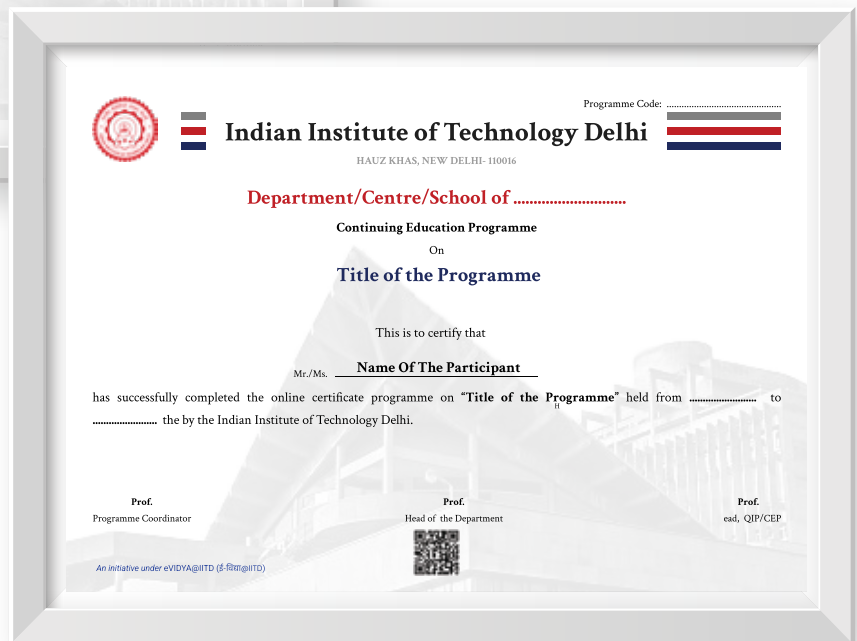 Programme Code: ............................................
Indian Institute of Technology Delhi
HAUZ KHAS, NEW DELHI- 110016
Department/Centre/School of ............................
Continuing Education Programme
On
Title of the Programme
This is to certify that
Mr./Ms. Name Of The Participant
has successfully completed the online certificate programme on “Title of the Programme” held from ........................ to
H
........................ the by the Indian Institute of Technology Delhi.
Prof. Prof. Prof.
Programme Coordinator Head of the Department ead, QIP/CEP
An initiative under eVIDYA@IITD (ई-विद्या@IITD)